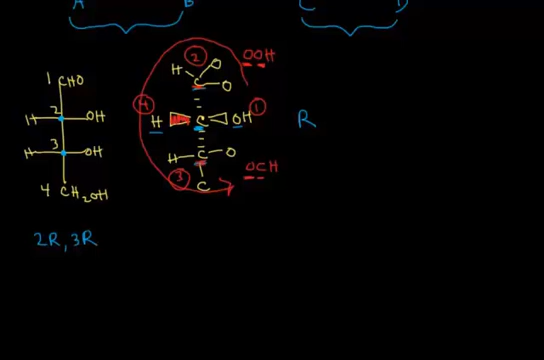 A B C D
2 OOH
H O
1 CHO C O
2 4 1
H OH H C OH R
3
H OH H C O OCH
4 CH2OH 3 C
2R, 3R